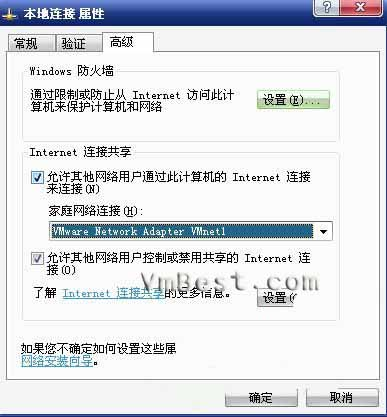 本地连接 属性
常规 验证 高级
Windows 防火墙
通过限制或防止从 Internet 访问此计
算机来保护计算机和网络
设置(E)...
Internet 连接共享
允许其他网络用户通过此计算机的 Internet 连接
来连接(N)
家庭网络连接(H):
VMware Network Adapter VMnet1
允许其他网络用户控制或禁用共享的 Internet 连
接(O)
了解 Internet 连接共享的更多信息。
设置(
VmBest.com
如果您不确定如何设置这些属
网络安装向导。
确定 取消